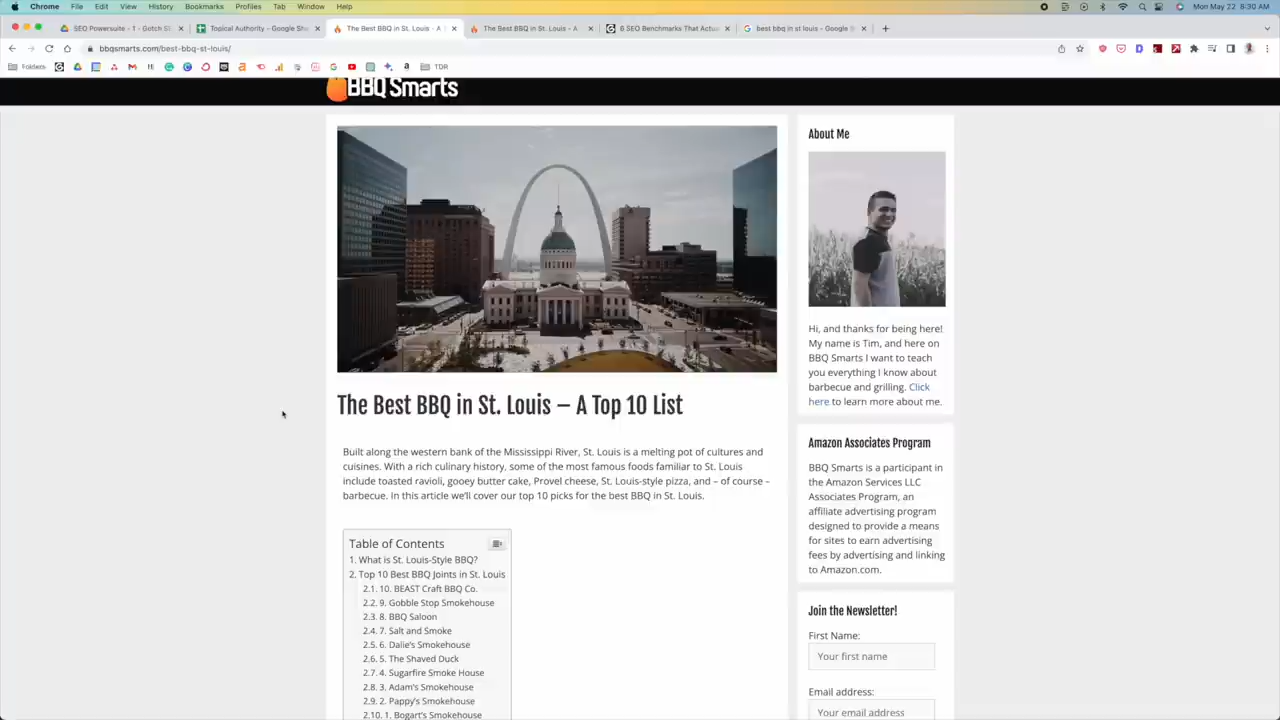 Chrome File Edit View History Bookmarks Profiles Tab Window Help Mon May 22 8:30 AM
SEO Powersuite - 1 - Gotch S Topical Authority - Google She The Best BBQ in St. Louis - A The Best BBQ in St. Louis - A 6 SEO Benchmarks That Actua best bbq in st louis - Google S
bbqsmarts.com/best-bbq-st-louis/
Folders TDR
BBQ Smarts
About Me
Hi, and thanks for being here!
My name is Tim, and here on
BBQ Smarts I want to teach
you everything I know about
barbecue and grilling. Click
here to learn more about me.
The Best BBQ in St. Louis – A Top 10 List
Built along the western bank of the Mississippi River, St. Louis is a melting pot of cultures and
cuisines. With a rich culinary history, some of the most famous foods familiar to St. Louis
include toasted ravioli, gooey butter cake, Provel cheese, St. Louis-style pizza, and – of course –
barbecue. In this article we'll cover our top 10 picks for the best BBQ in St. Louis.
Table of Contents
1. What is St. Louis-Style BBQ?
2. Top 10 Best BBQ Joints in St. Louis
2.1. 10. BEAST Craft BBQ Co.
2.2. 9. Gobble Stop Smokehouse
2.3. 8. BBQ Saloon
2.4. 7. Salt and Smoke
2.5. 6. Dalie's Smokehouse
2.6. 5. The Shaved Duck
2.7. 4. Sugarfire Smoke House
2.8. 3. Adam's Smokehouse
2.9. 2. Pappy's Smokehouse
2.10. 1. Bogart's Smokehouse
Amazon Associates Program
BBQ Smarts is a participant in
the Amazon Services LLC
Associates Program, an
affiliate advertising program
designed to provide a means
for sites to earn advertising
fees by advertising and linking
to Amazon.com.
Join the Newsletter!
First Name:
Your first name
Email address:
Your email address